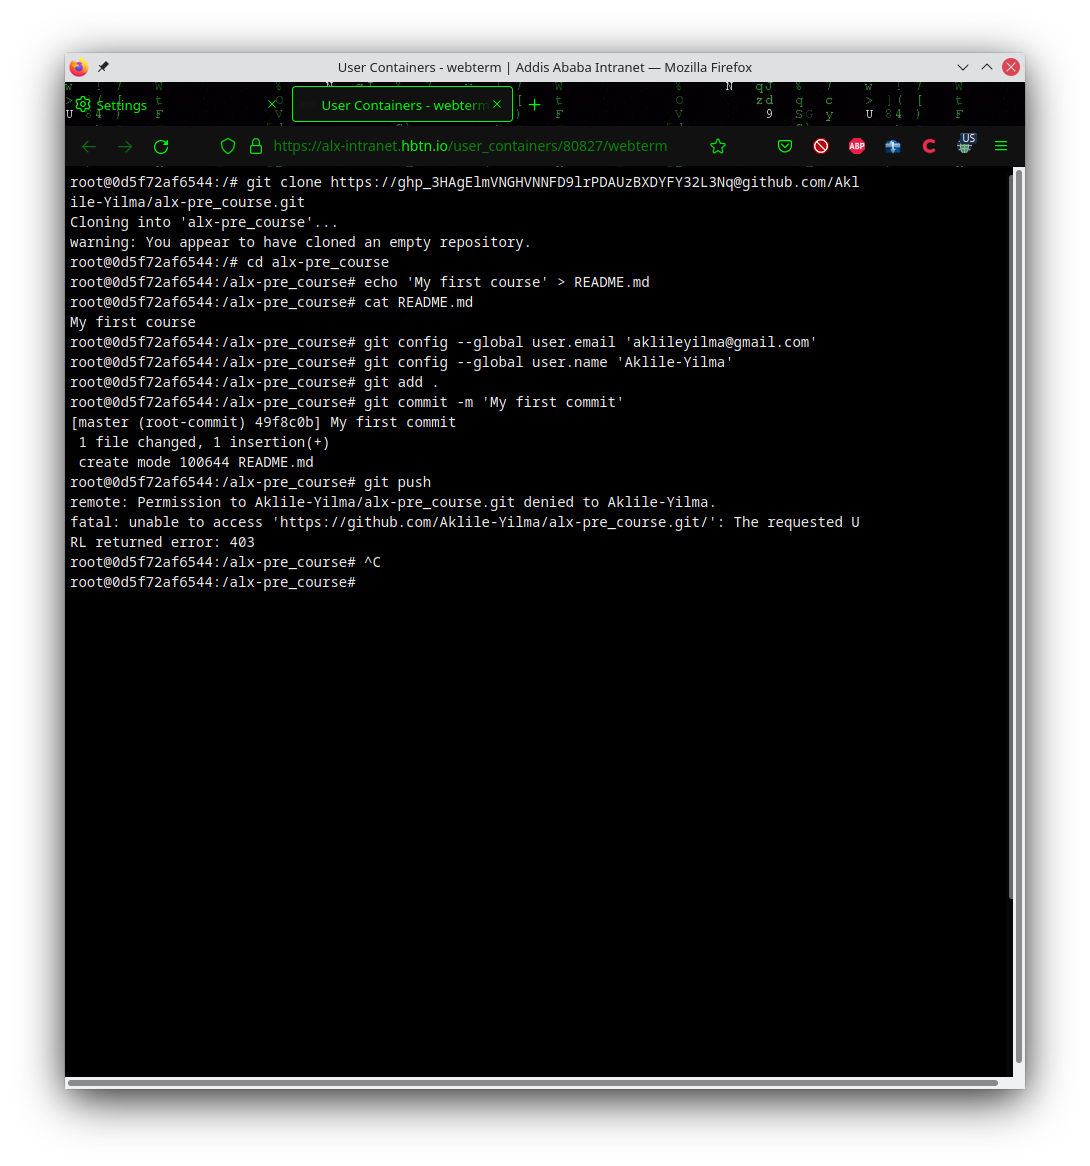 User Containers - webterm | Addis Ababa Intranet — Mozilla Firefox
Settings
User Containers - webterm
https://alx-intranet.hbtn.io/user_containers/80827/webterm
ABP
C
US
root@0d5f72af6544:/# git clone https://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@github.com/Akl
ile-Yilma/alx-pre_course.git
Cloning into 'alx-pre_course'...
warning: You appear to have cloned an empty repository.
root@0d5f72af6544:/# cd alx-pre_course
root@0d5f72af6544:/alx-pre_course# echo 'My first course' > README.md
root@0d5f72af6544:/alx-pre_course# cat README.md
My first course
root@0d5f72af6544:/alx-pre_course# git config --global user.email 'aklileyilma@gmail.com'
root@0d5f72af6544:/alx-pre_course# git config --global user.name 'Aklile-Yilma'
root@0d5f72af6544:/alx-pre_course# git add .
root@0d5f72af6544:/alx-pre_course# git commit -m 'My first commit'
[master (root-commit) 49f8c0b] My first commit
 1 file changed, 1 insertion(+)
 create mode 100644 README.md
root@0d5f72af6544:/alx-pre_course# git push
remote: Permission to Aklile-Yilma/alx-pre_course.git denied to Aklile-Yilma.
fatal: unable to access 'https://github.com/Aklile-Yilma/alx-pre_course.git/': The requested U
RL returned error: 403
root@0d5f72af6544:/alx-pre_course# ^C
root@0d5f72af6544:/alx-pre_course#